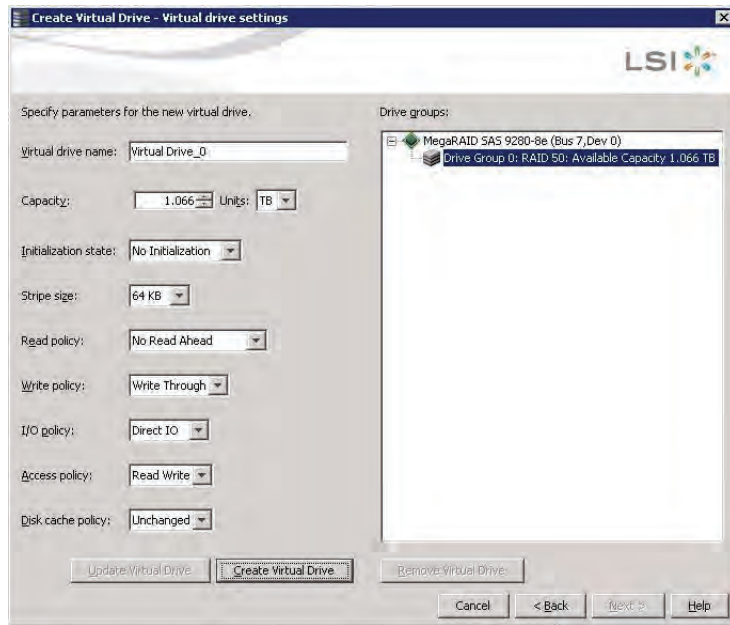 Create Virtual Drive - Virtual drive settings
LSI
Specify parameters for the new virtual drive.
Virtual drive name: Virtual Drive_0
Capacity: 1.066 Units: TB
Initialization state: No Initialization
Stripe size: 64 KB
Read policy: No Read Ahead
Write policy: Write Through
I/O policy: Direct IO
Access policy: Read Write
Disk cache policy: Unchanged
Drive groups:
MegaRAID SAS 9280-8e (Bus 7,Dev 0)
Drive Group 0: RAID 50: Available Capacity 1.066 TB
Update Virtual Drive Create Virtual Drive Remove Virtual Drive
Cancel < Back Next > Help